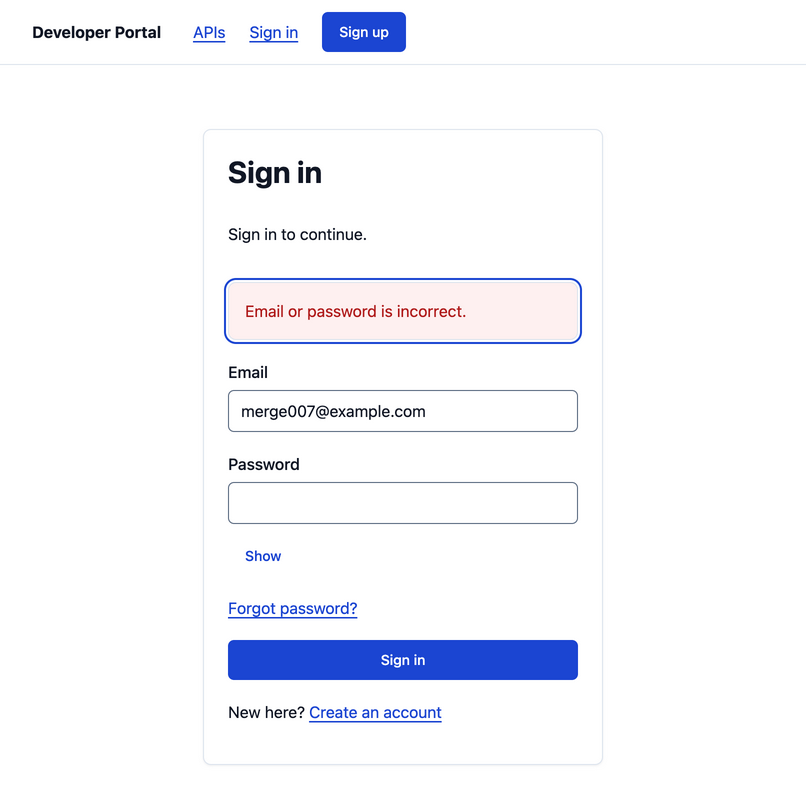 Developer Portal APIs Sign in Sign up
Sign in
Sign in to continue.
Email or password is incorrect.
Email
merge007@example.com
Password
Show
Forgot password?
Sign in
New here? Create an account